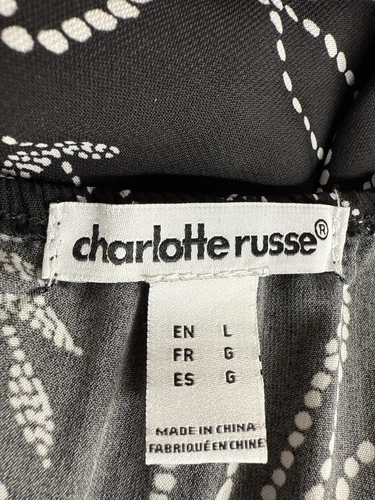 charlotte russe®
EN L
FR G
ES G
MADE IN CHINA
FABRIQUÉ EN CHINE